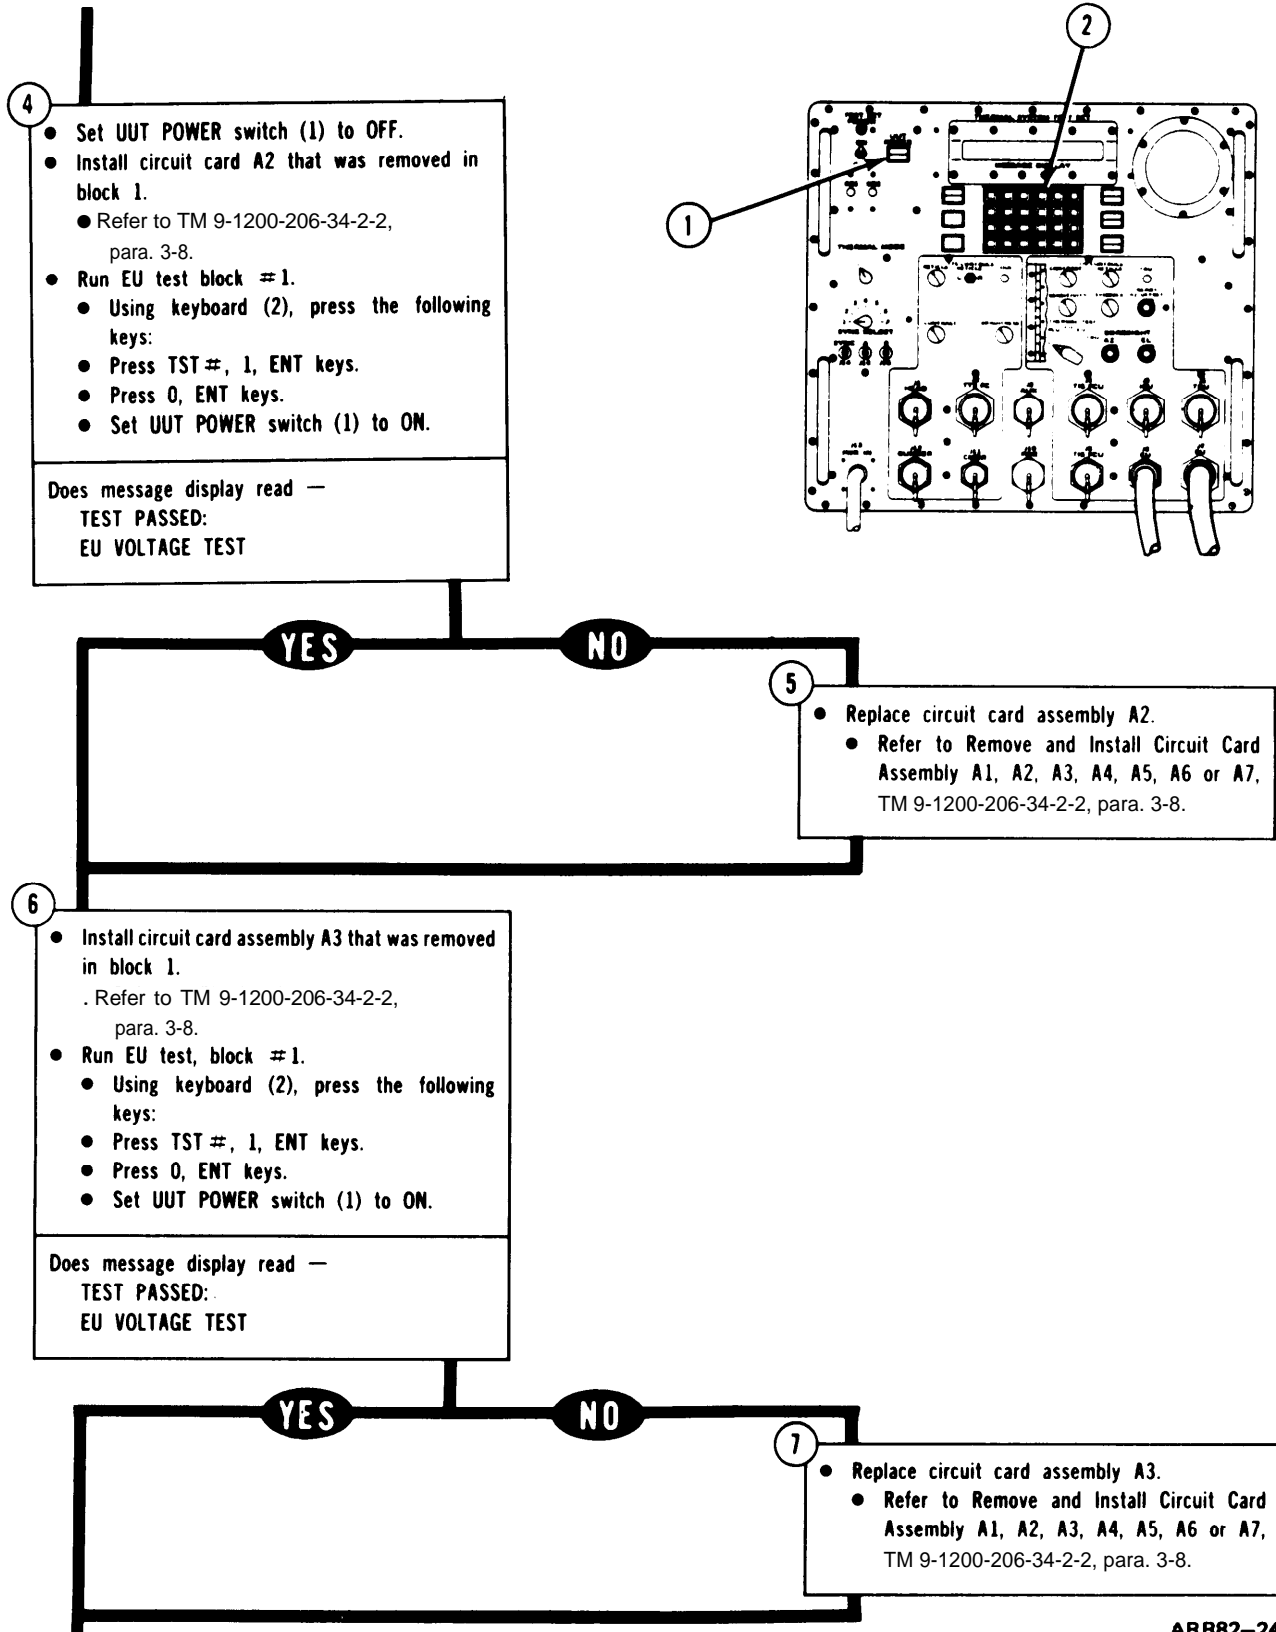 4
● Set UUT POWER switch (1) to OFF.
● Install circuit card A2 that was removed in
block 1.
● Refer to TM 9-1200-206-34-2-2,
para. 3-8.
● Run EU test block #1.
● Using keyboard (2), press the following
keys:
● Press TST#, 1, ENT keys.
● Press 0, ENT keys.
● Set UUT POWER switch (1) to ON.
Does message display read —
TEST PASSED:
EU VOLTAGE TEST
2
1
MESSAGE DISPLAY
THERMAL MODE
YES
NO
5
● Replace circuit card assembly A2.
● Refer to Remove and Install Circuit Card
Assembly A1, A2, A3, A4, A5, A6 or A7,
TM 9-1200-206-34-2-2, para. 3-8.
6
● Install circuit card assembly A3 that was removed
in block 1.
. Refer to TM 9-1200-206-34-2-2,
para. 3-8.
● Run EU test, block #1.
● Using keyboard (2), press the following
keys:
● Press TST#, 1, ENT keys.
● Press 0, ENT keys.
● Set UUT POWER switch (1) to ON.
Does message display read —
TEST PASSED:
EU VOLTAGE TEST
YES
NO
7
● Replace circuit card assembly A3.
● Refer to Remove and Install Circuit Card
Assembly A1, A2, A3, A4, A5, A6 or A7,
TM 9-1200-206-34-2-2, para. 3-8.
ARR82-24